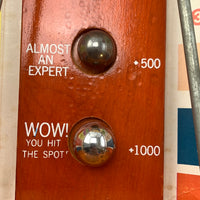 ALMOST
AN
EXPERT
+500
WOW!
YOU HIT
THE SPOT!
+1000